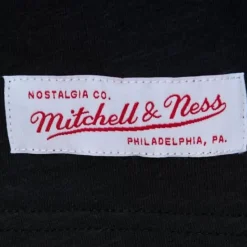 NOSTALGIA CO.
Mitchell & Ness
PHILADELPHIA, PA.